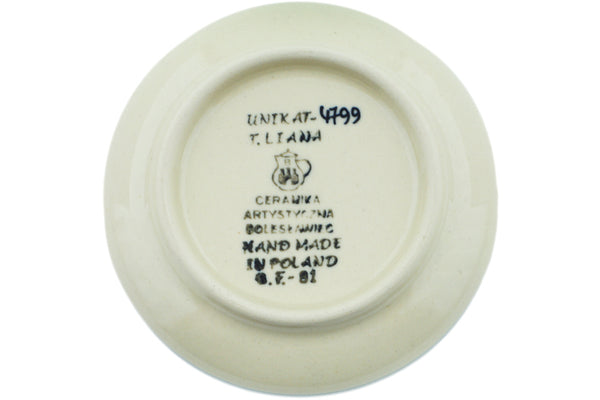 UNIKAT-4799
T. LIANA
CERAMIKA
ARTYSTYCZNA
BOLESŁAWIEC
HAND MADE
IN POLAND